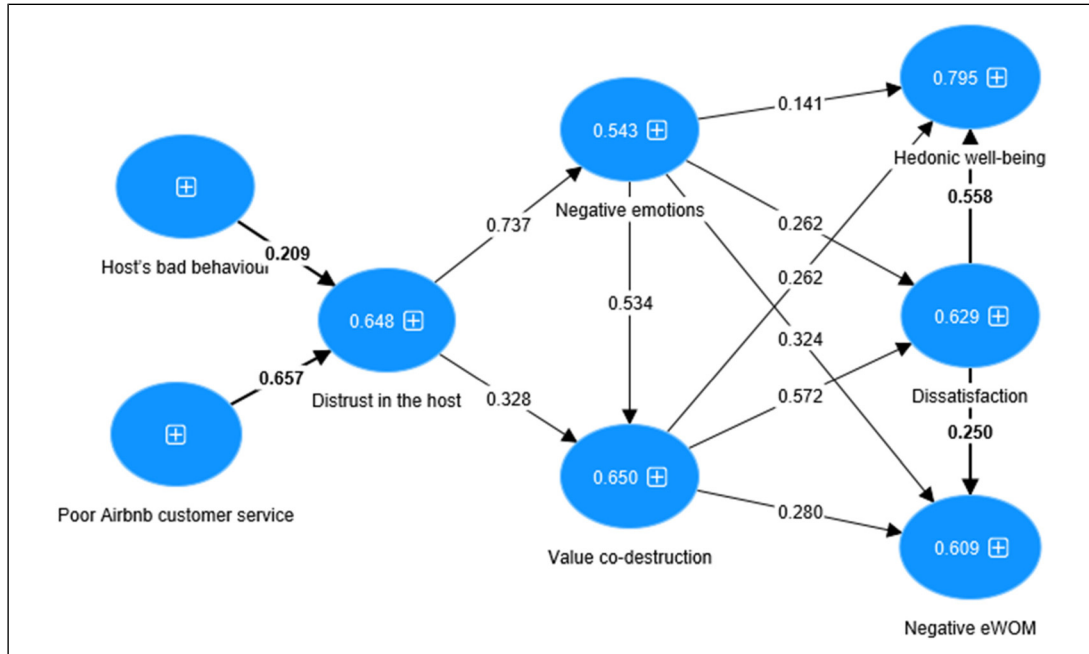 0.795
0.141
0.543
Hedonic well-being
Negative emotions
0.558
0.737
0.262
Host's bad behaviour
0.209
0.262
0.534
0.648
0.629
0.324
0.657
Distrust in the host
0.328
0.572
Dissatisfaction
0.250
0.650
Poor Airbnb customer service
0.280
0.609
Value co-destruction
Negative eWOM